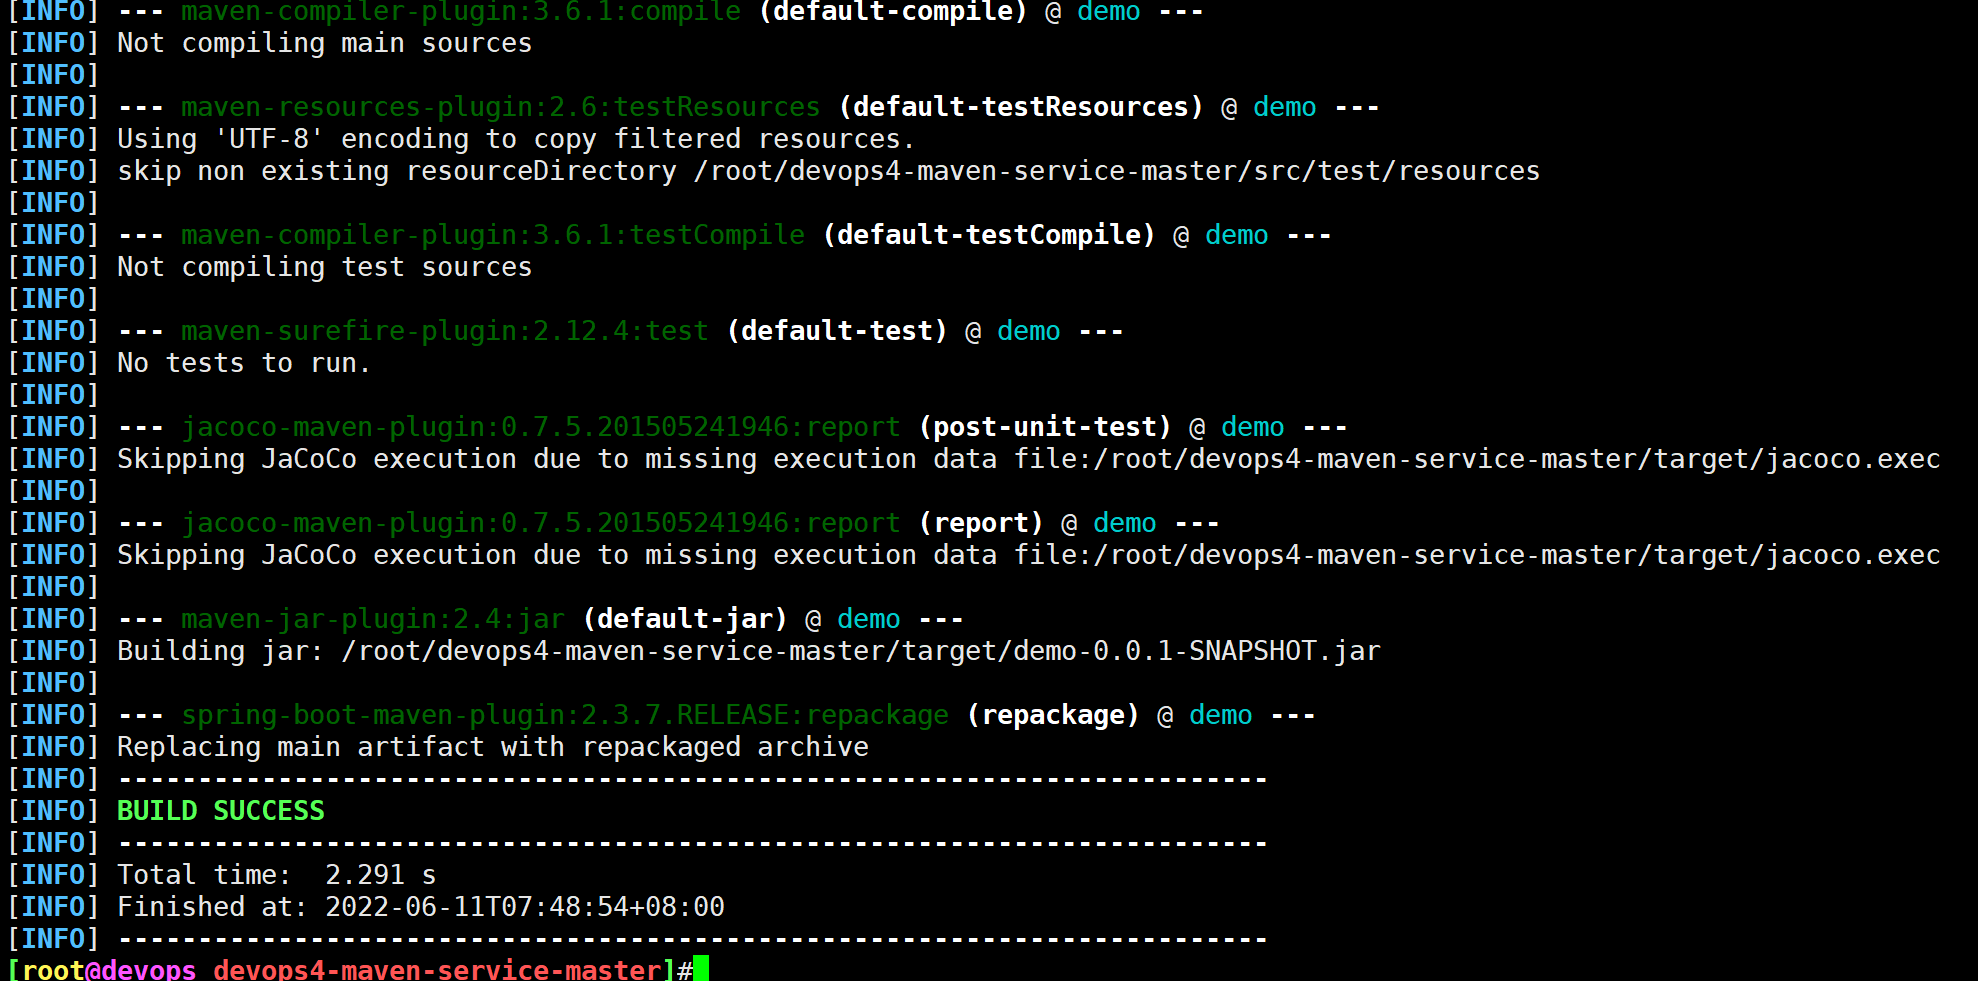 [INFO] --- maven-compiler-plugin:3.6.1:compile (default-compile) @ demo ---
[INFO] Not compiling main sources
[INFO]
[INFO] --- maven-resources-plugin:2.6:testResources (default-testResources) @ demo ---
[INFO] Using 'UTF-8' encoding to copy filtered resources.
[INFO] skip non existing resourceDirectory /root/devops4-maven-service-master/src/test/resources
[INFO]
[INFO] --- maven-compiler-plugin:3.6.1:testCompile (default-testCompile) @ demo ---
[INFO] Not compiling test sources
[INFO]
[INFO] --- maven-surefire-plugin:2.12.4:test (default-test) @ demo ---
[INFO] No tests to run.
[INFO]
[INFO] --- jacoco-maven-plugin:0.7.5.201505241946:report (post-unit-test) @ demo ---
[INFO] Skipping JaCoCo execution due to missing execution data file:/root/devops4-maven-service-master/target/jacoco.exec
[INFO]
[INFO] --- jacoco-maven-plugin:0.7.5.201505241946:report (report) @ demo ---
[INFO] Skipping JaCoCo execution due to missing execution data file:/root/devops4-maven-service-master/target/jacoco.exec
[INFO]
[INFO] --- maven-jar-plugin:2.4:jar (default-jar) @ demo ---
[INFO] Building jar: /root/devops4-maven-service-master/target/demo-0.0.1-SNAPSHOT.jar
[INFO]
[INFO] --- spring-boot-maven-plugin:2.3.7.RELEASE:repackage (repackage) @ demo ---
[INFO] Replacing main artifact with repackaged archive
[INFO] ------------------------------------------------------------------------
[INFO] BUILD SUCCESS
[INFO] ------------------------------------------------------------------------
[INFO] Total time:  2.291 s
[INFO] Finished at: 2022-06-11T07:48:54+08:00
[INFO] ------------------------------------------------------------------------
[root@devops devops4-maven-service-master]#